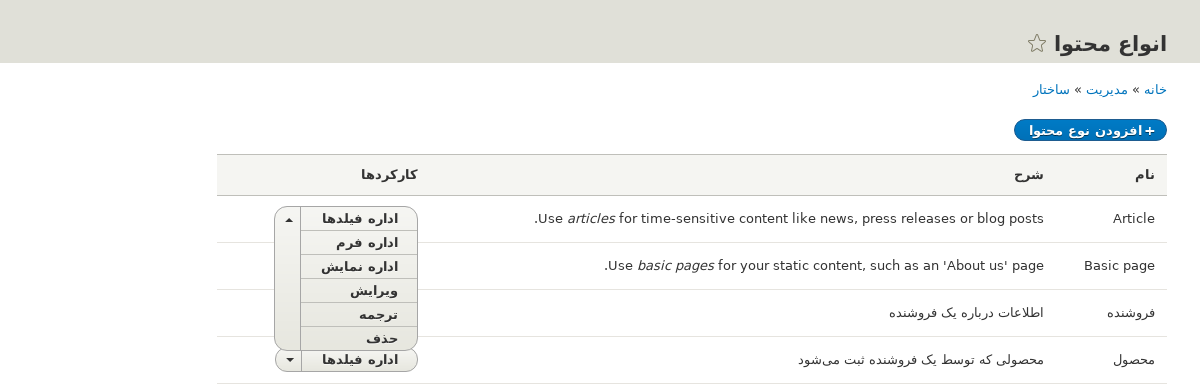 انواع محتوا
خانه » مدیریت » ساختار
+ افزودن نوع محتوا
نام شرح کارکردها
Article Use articles for time-sensitive content like news, press releases or blog posts. اداره فیلدها
اداره فرم
Basic page Use basic pages for your static content, such as an 'About us' page. اداره نمایش
ویرایش
فروشنده اطلاعات درباره یک فروشنده ترجمه
حذف
محصول محصولی که توسط یک فروشنده ثبت می‌شود اداره فیلدها